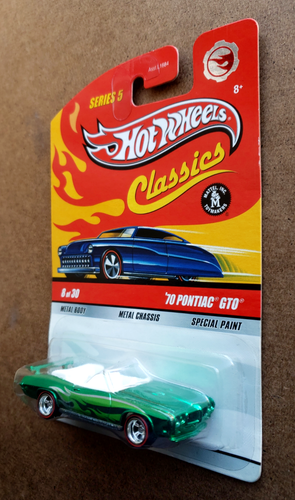 SERIES 5
8+
Hot Wheels
Classics
MATTEL, INC.
TOYMAKERS
6 of 30
'70 PONTIAC® GTO®
METAL BODY
METAL CHASSIS
SPECIAL PAINT